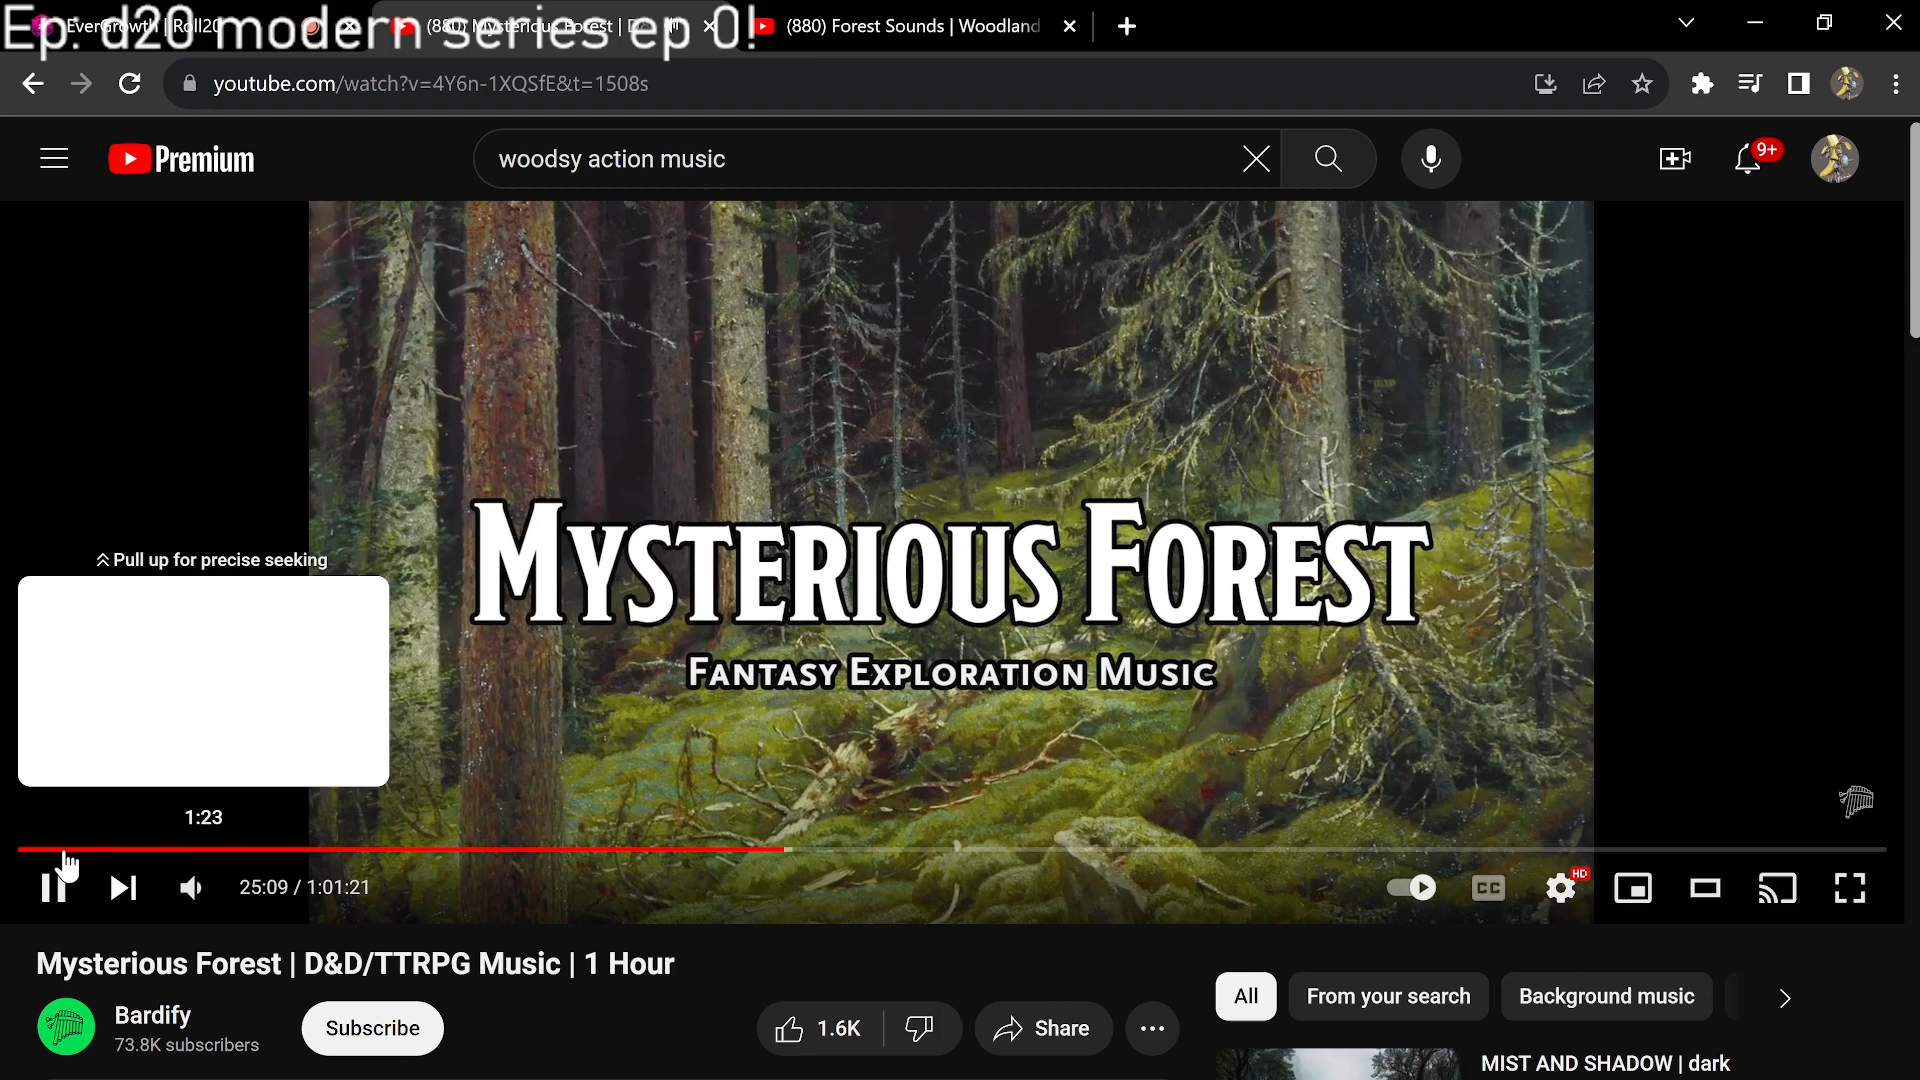 Ep. d20 modern series ep 0!
EverGrowth | Roll20
(880) Mysterious Forest | D
(880) Forest Sounds | Woodland
youtube.com/watch?v=4Y6n-1XQSfE&t=1508s
Premium
woodsy action music
9+
Mysterious Forest
Fantasy Exploration Music
Pull up for precise seeking
1:23
25:09 / 1:01:21
CC
HD
Mysterious Forest | D&D/TTRPG Music | 1 Hour
Bardify
73.8K subscribers
Subscribe
1.6K
Share
All
From your search
Background music
MIST AND SHADOW | dark